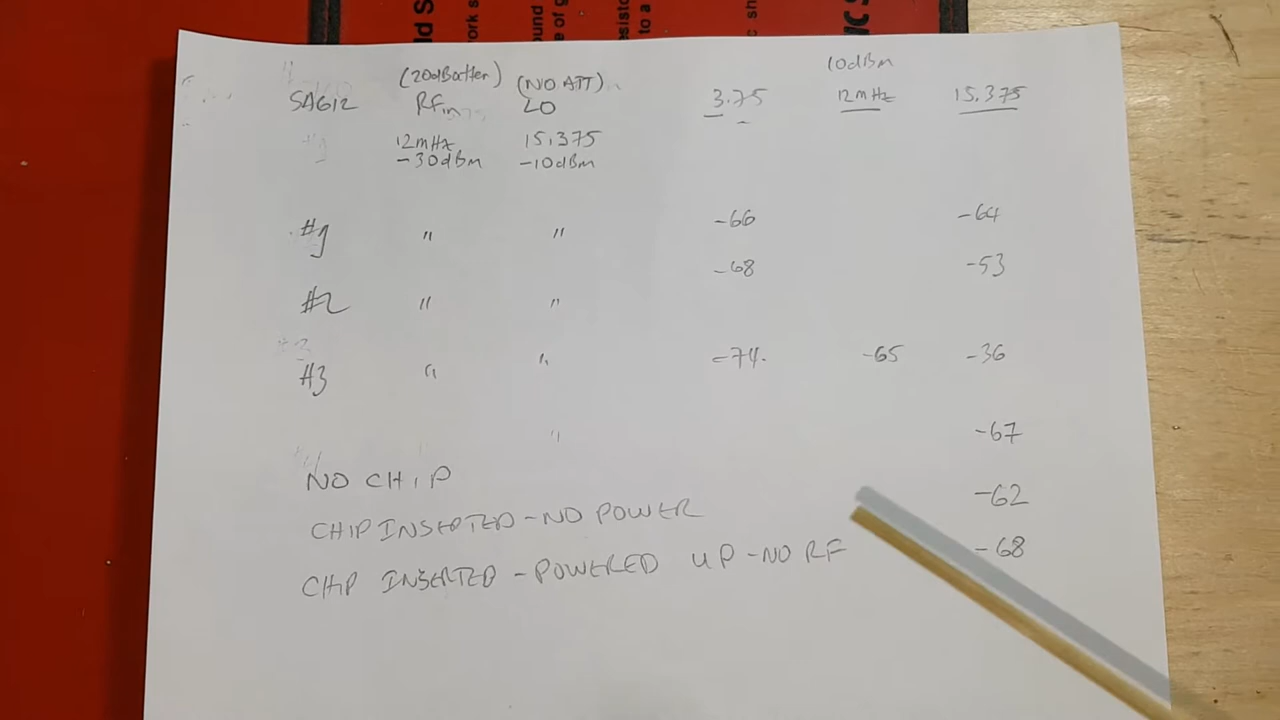 (20dB atten) (NO ATT) 10dBm
SA612 RFin LO 3.75 12mHz 15.375
12mHz 15.375
-30dBm -10dBm
#1 " " -66 -64
-68 -53
#2 " "
#3 " " -74. -65 -36
" -67
NO CHIP
CHIP INSERTED - NO POWER -62
CHIP INSERTED - POWERED UP - NO RF -68